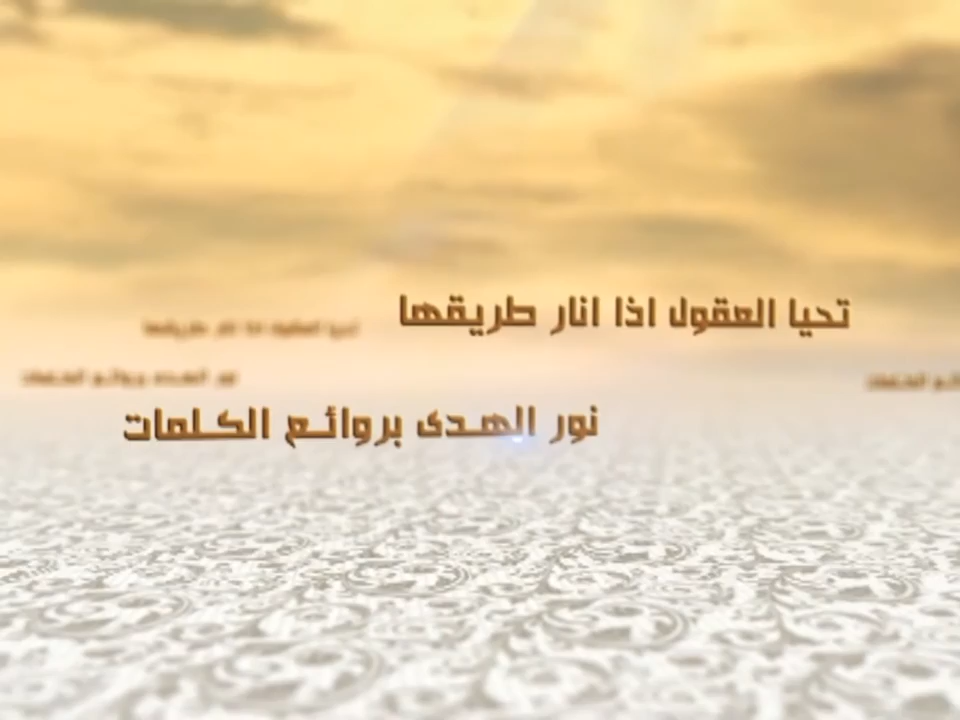 تحيا العقول اذا انار طريقها
نور الهدى بروائع الكلمات